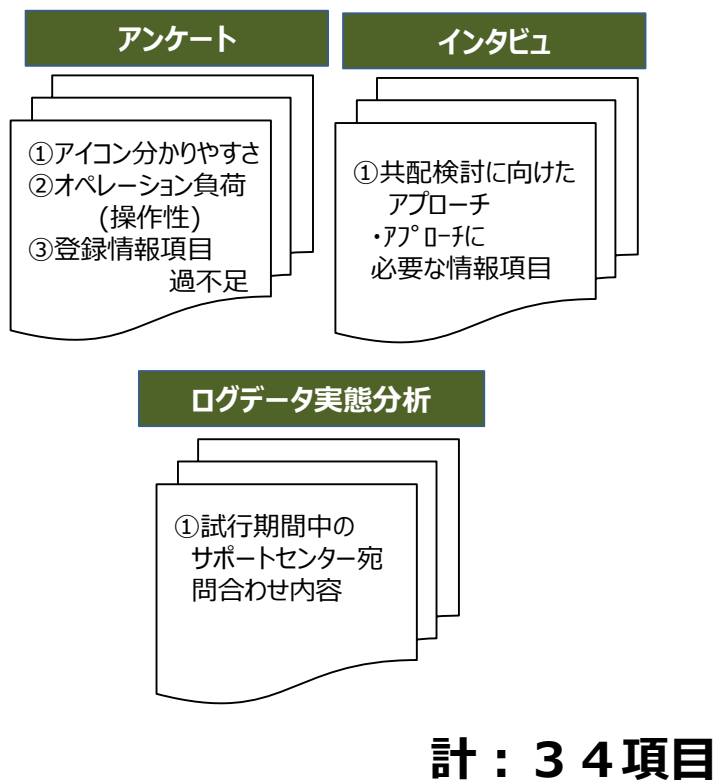 アンケート
①アイコン分かりやすさ
②オペレーション負荷
(操作性)
③登録情報項目
過不足
インタビュ
①共配検討に向けた
アプローチ
・ｱﾌﾟﾛｰﾁに
必要な情報項目
ログデータ実態分析
①試行期間中の
サポートセンター宛
問合わせ内容
計：３４項目